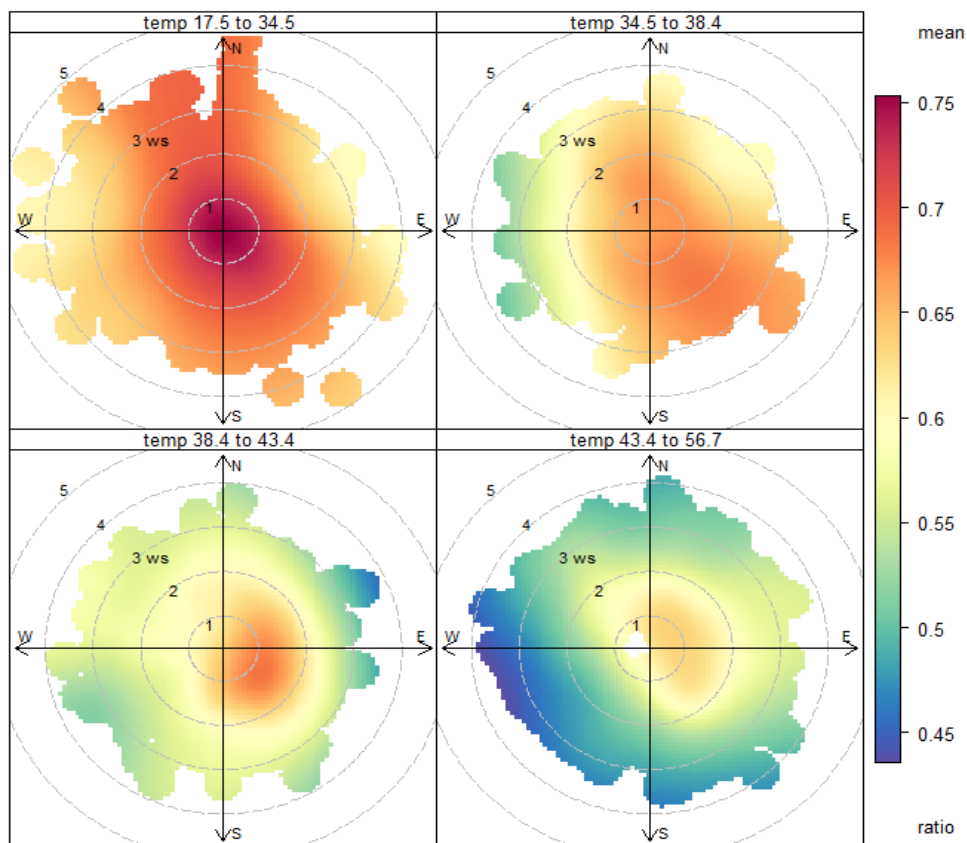 temp 17.5 to 34.5
temp 34.5 to 38.4
mean
N
5
4
3 ws
2
1
W
E
S
N
5
4
3 ws
2
1
W
E
S
temp 38.4 to 43.4
temp 43.4 to 56.7
N
5
4
3 ws
2
1
W
E
S
N
5
4
3 ws
2
1
W
E
S
0.75
0.7
0.65
0.6
0.55
0.5
0.45
ratio